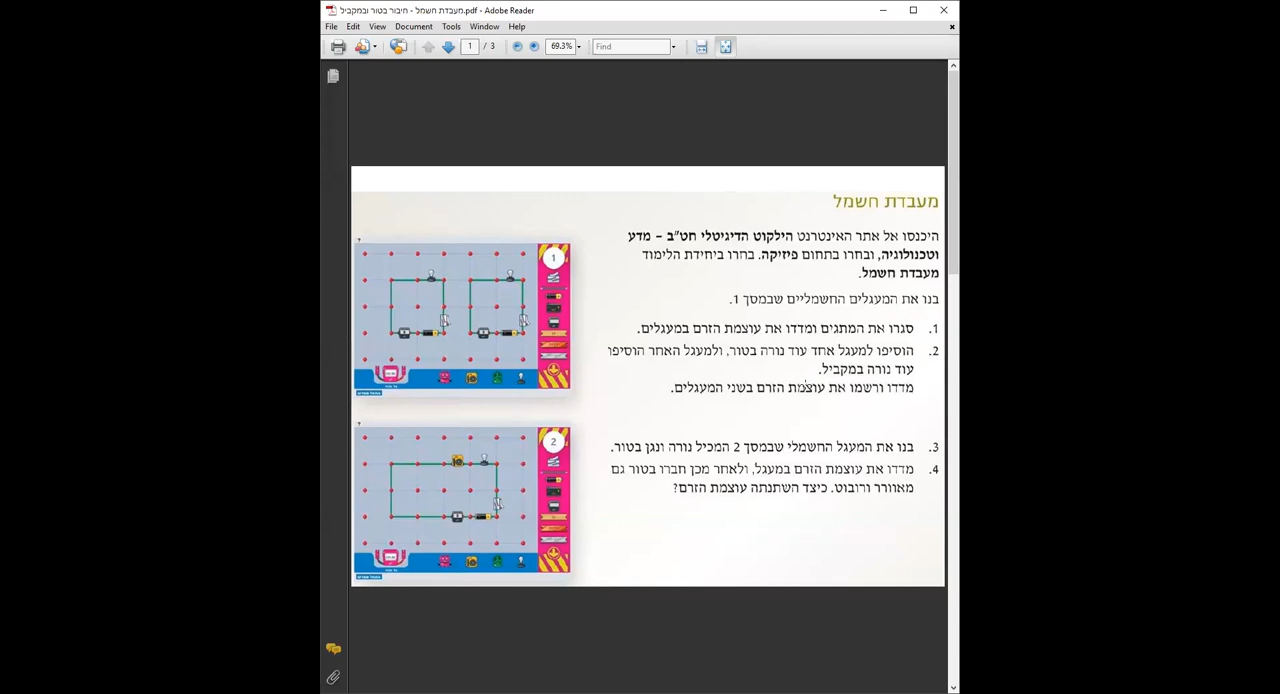 מעבדת חשמל - חיבור בטור ובמקביל.pdf - Adobe Reader
File Edit View Document Tools Window Help
1 / 3 69.3% Find
מעבדת חשמל
היכנסו אל אתר האינטרנט הילקוט הדיגיטלי חט"ב – מדע
וטכנולוגיה, ובחרו בתחום פיזיקה. בחרו ביחידת הלימוד
מעבדת חשמל.
בנו את המעגלים החשמליים שבמסך 1.
1. סגרו את המתגים ומדדו את עוצמת הזרם במעגלים.
2. הוסיפו למעגל אחד עוד נורה בטור, ולמעגל האחר הוסיפו
עוד נורה במקביל.
מדדו ורשמו את עוצמת הזרם בשני המעגלים.
3. בנו את המעגל החשמלי שבמסך 2 המכיל נורה ונגן בטור.
4. מדדו את עוצמת הזרם במעגל, ולאחר מכן חברו בטור גם
מאוורר ורובוט. כיצד השתנתה עוצמת הזרם?
1
2